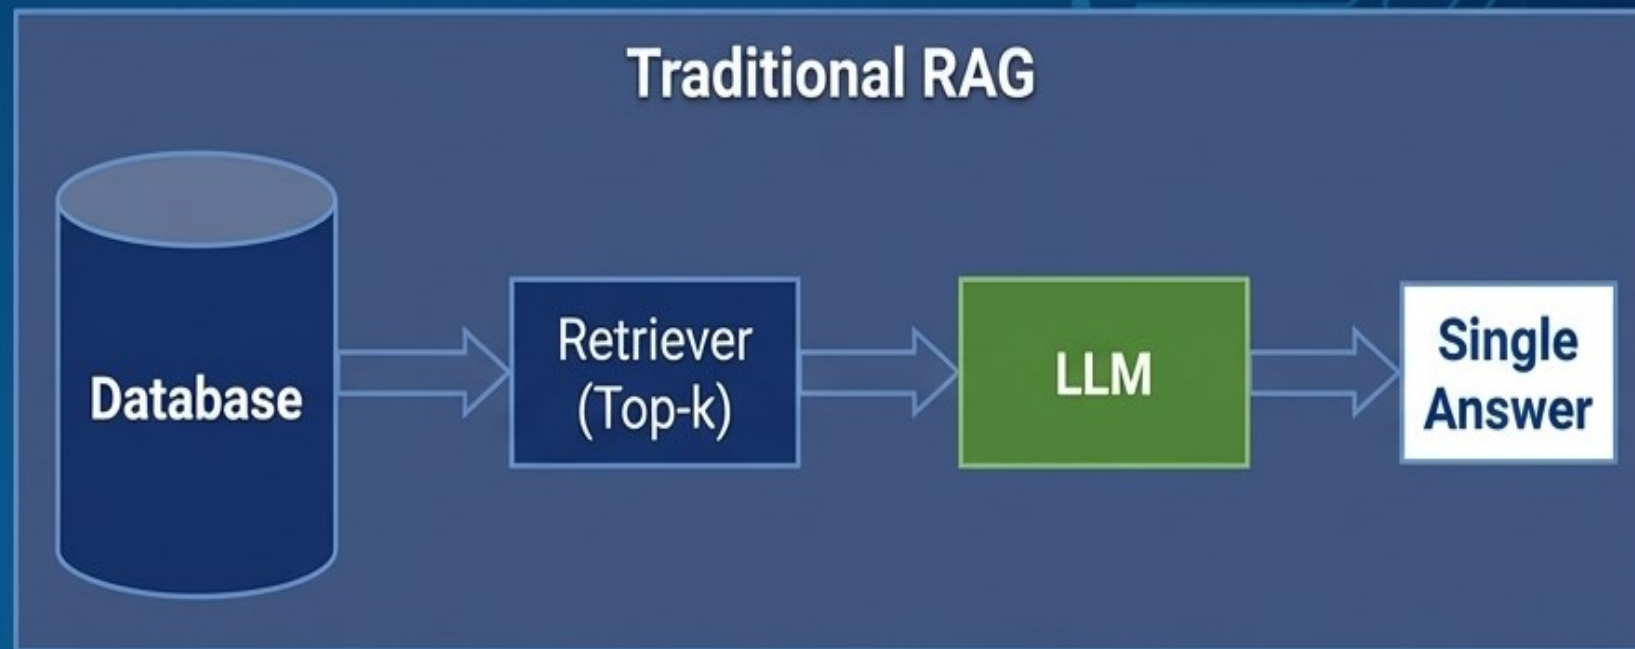 Traditional RAG
Database
Retriever
(Top-k)
LLM
Single
Answer